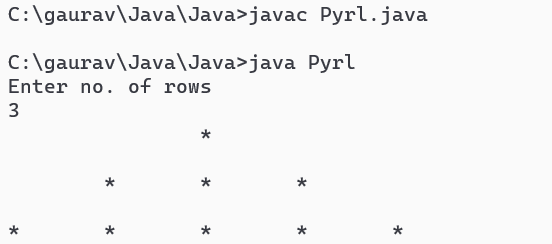 C:\gaurav\Java\Java>javac Pyrl.java
C:\gaurav\Java\Java>java Pyrl
Enter no. of rows
3
                *
        *       *       *
*       *       *       *       *